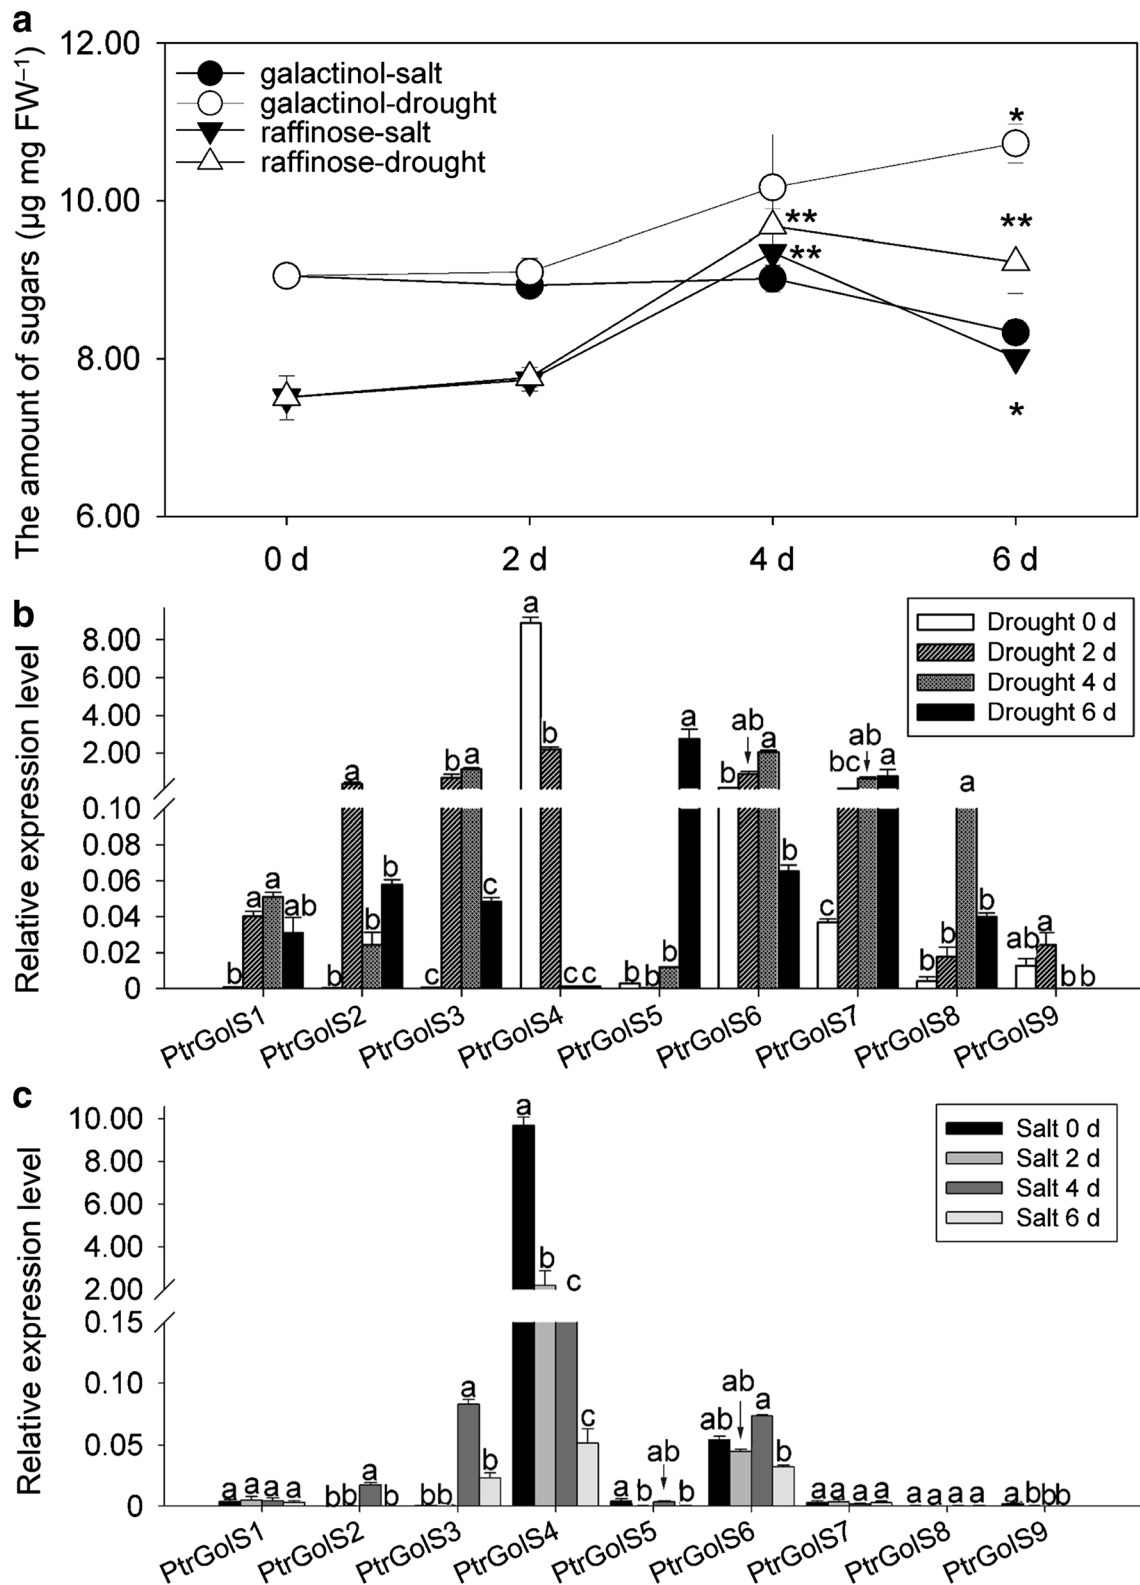 a
The amount of sugars (µg mg FW⁻¹)
12.00
10.00
8.00
6.00
galactinol-salt
galactinol-drought
raffinose-salt
raffinose-drought
*
**
**
**
*
0 d 2 d 4 d 6 d
b
Relative expression level
8.00
6.00
4.00
2.00
0.10
0.08
0.06
0.04
0.02
0
Drought 0 d
Drought 2 d
Drought 4 d
Drought 6 d
b a a ab
b a b b
c b a c
a b c c
b b b a
b ab a b
c bc ab a
b b a b
ab a b b
PtrGolS1 PtrGolS2 PtrGolS3 PtrGolS4 PtrGolS5 PtrGolS6 PtrGolS7 PtrGolS8 PtrGolS9
c
Relative expression level
10.00
8.00
6.00
4.00
2.00
0.15
0.10
0.05
0
Salt 0 d
Salt 2 d
Salt 4 d
Salt 6 d
a a a a
b b a b
b b a b
a b c c
a b ab b
ab ab a b
a a a a
a a a a
a b b b
PtrGolS1 PtrGolS2 PtrGolS3 PtrGolS4 PtrGolS5 PtrGolS6 PtrGolS7 PtrGolS8 PtrGolS9